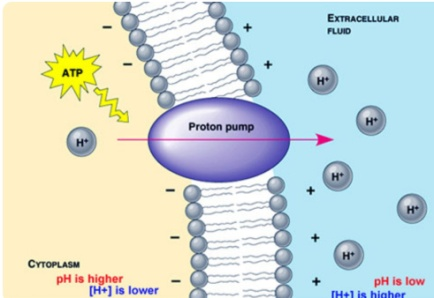 EXTRACELLULAR
FLUID
ATP
Proton pump
H+
H+
H+
H+
H+
H+
H+
- - - - - -
+ + + + + +
CYTOPLASM
pH is higher
[H+] is lower
pH is low
[H+] is higher